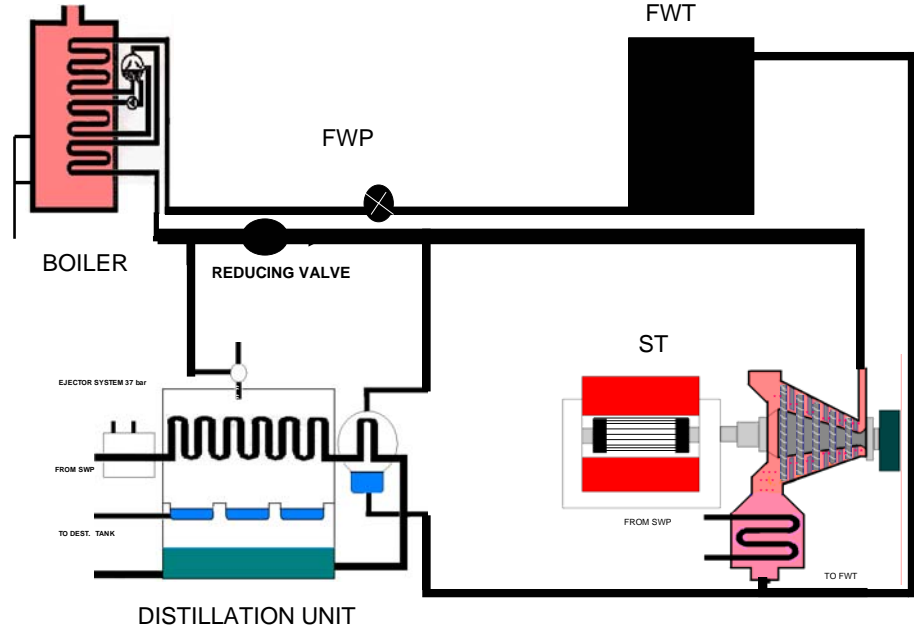 FWT
FWP
BOILER
REDUCING VALVE
ST
EJECTOR SYSTEM 37 bar
FROM SWP
FROM SWP
TO DEST. TANK
TO FWT
DISTILLATION UNIT